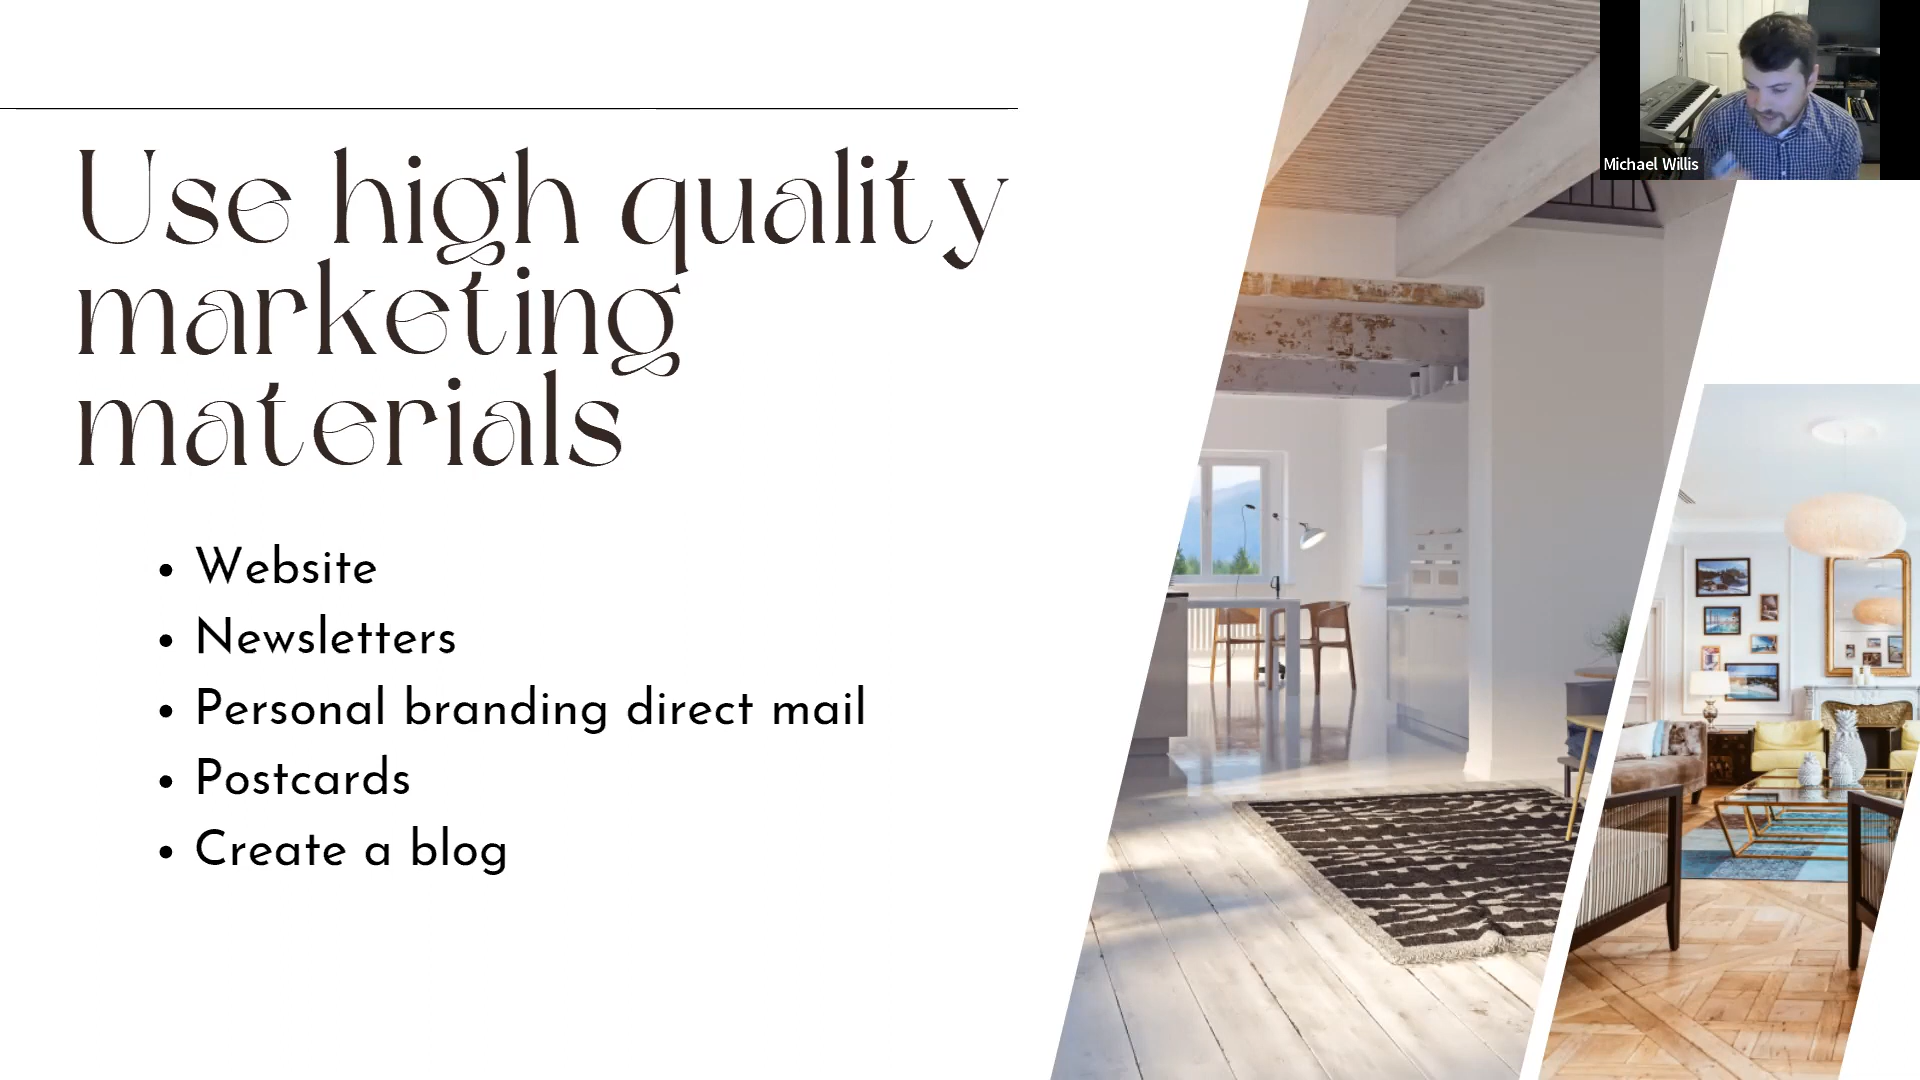 Use high quality
marketing
materials
Website
Newsletters
Personal branding direct mail
Postcards
Create a blog
Michael Willis